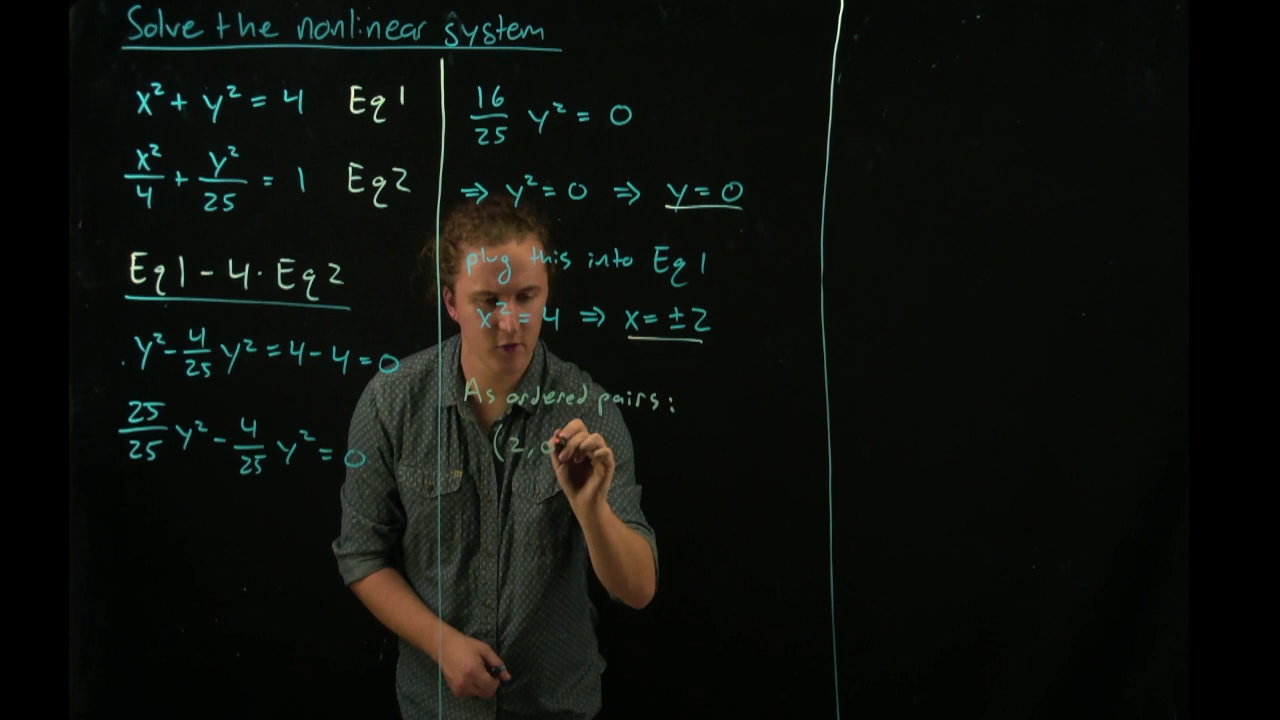 Solve the nonlinear system
x² + y² = 4 Eq 1
x²/4 + y²/25 = 1 Eq 2
Eq 1 - 4 · Eq 2
y² - 4/25 y² = 4 - 4 = 0
25/25 y² - 4/25 y² = 0
16/25 y² = 0
⇒ y² = 0 ⇒ y = 0
plug this into Eq 1
x² = 4 ⇒ x = ±2
As ordered pairs:
(2, 0